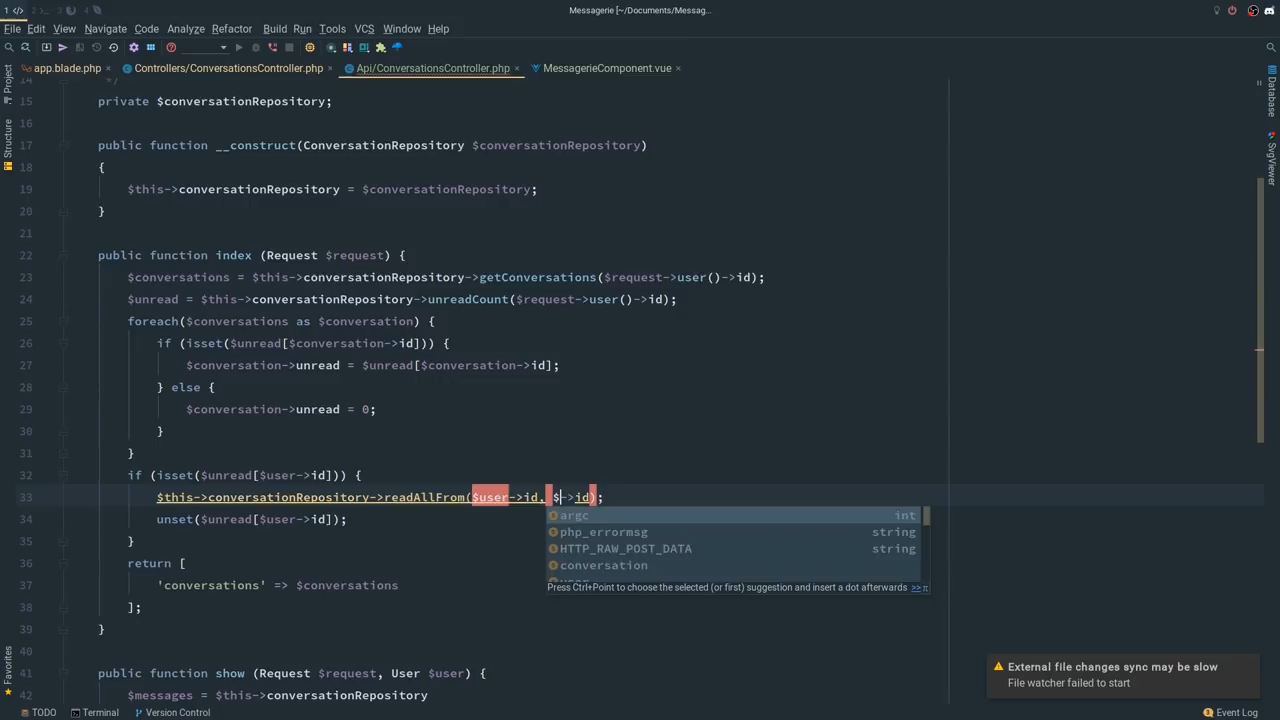 1 </> 2 3 4
Messagerie [~/Documents/Messag...
File Edit View Navigate Code Analyze Refactor Build Run Tools VCS Window Help
app.blade.php × Controllers/ConversationsController.php × Api/ConversationsController.php × MessagerieComponent.vue ×
14 */
15 private $conversationRepository;
16
17 public function __construct(ConversationRepository $conversationRepository)
18 {
19 $this->conversationRepository = $conversationRepository;
20 }
21
22 public function index (Request $request) {
23 $conversations = $this->conversationRepository->getConversations($request->user()->id);
24 $unread = $this->conversationRepository->unreadCount($request->user()->id);
25 foreach($conversations as $conversation) {
26 if (isset($unread[$conversation->id])) {
27 $conversation->unread = $unread[$conversation->id];
28 } else {
29 $conversation->unread = 0;
30 }
31 }
32 if (isset($unread[$user->id])) {
33 $this->conversationRepository->readAllFrom($user->id, $->id);
argc int
34 unset($unread[$user->id]);
php_errormsg string
35 }
HTTP_RAW_POST_DATA string
36 return [
conversation
37 'conversations' => $conversations
Press Ctrl+Point to choose the selected (or first) suggestion and insert a dot afterwards >> π
38 ];
39 }
40
41 public function show (Request $request, User $user) {
42 $messages = $this->conversationRepository
Project
Structure
Favorites
Database
SvgViewer
External file changes sync may be slow
File watcher failed to start
TODO Terminal Version Control Event Log